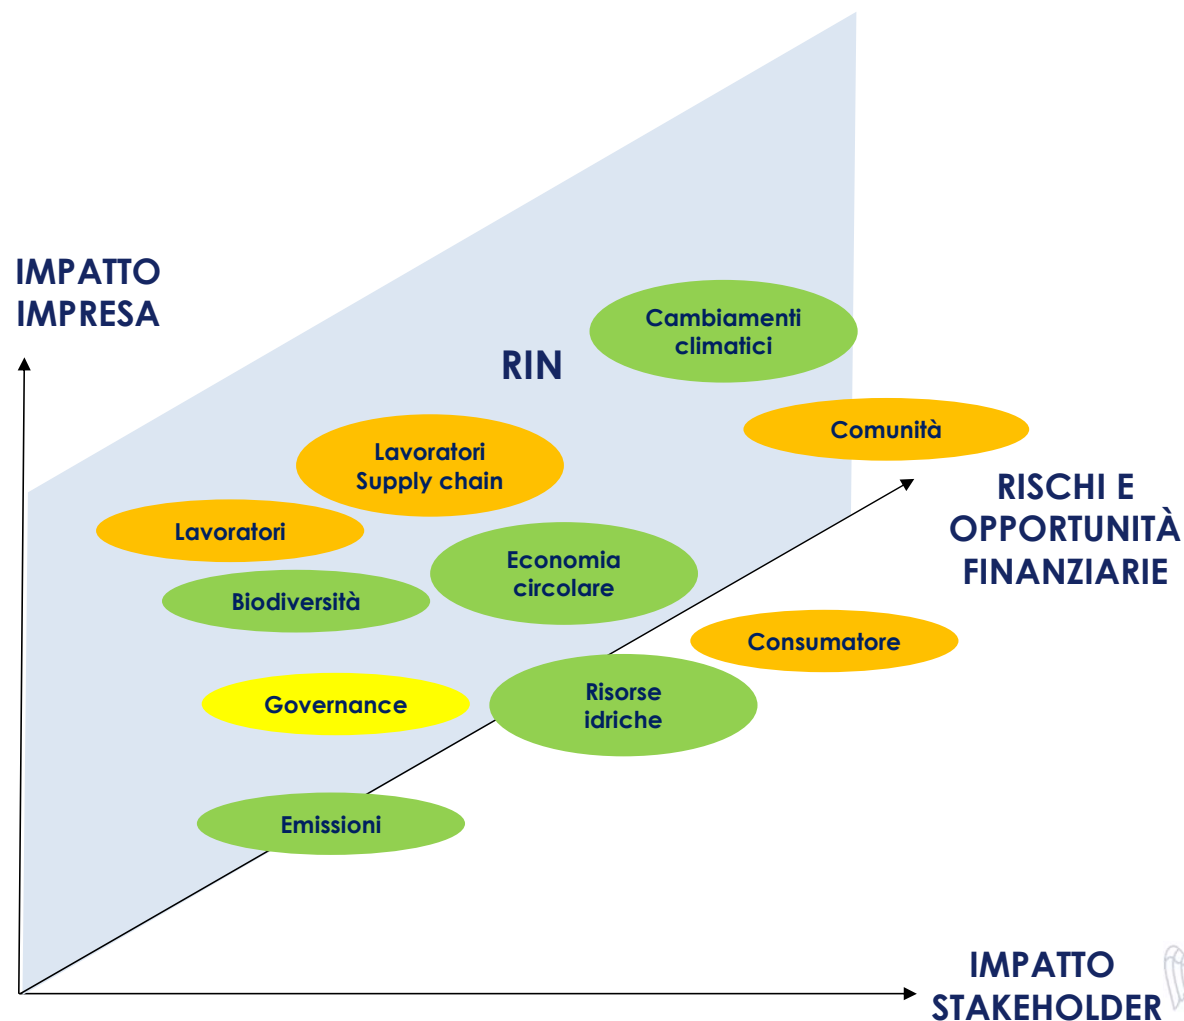 IMPATTO
IMPRESA
Cambiamenti
climatici
RIN
Comunità
Lavoratori
Supply chain
RISCHI E
OPPORTUNITÀ
FINANZIARIE
Lavoratori
Economia
circolare
Biodiversità
Consumatore
Governance
Risorse
idriche
Emissioni
IMPATTO
STAKEHOLDER